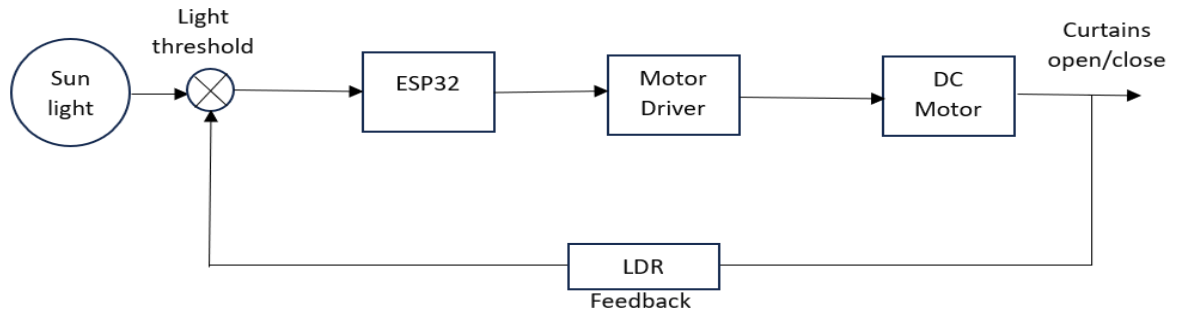 Light
threshold
Sun
light
ESP32
Motor
Driver
DC
Motor
Curtains
open/close
LDR
Feedback